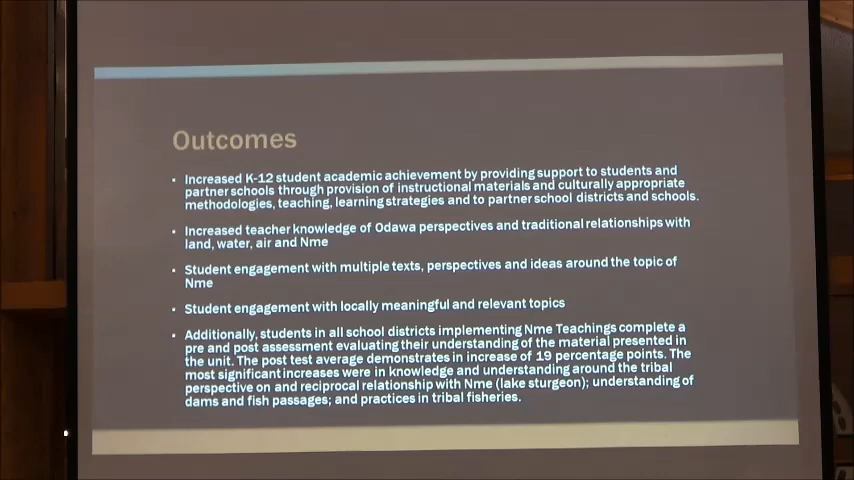 Outcomes
• Increased K-12 student academic achievement by providing support to students and
partner schools through provision of instructional materials and culturally appropriate
methodologies, teaching, learning strategies and to partner school districts and schools.
• Increased teacher knowledge of Odawa perspectives and traditional relationships with
land, water, air and Nme
• Student engagement with multiple texts, perspectives and ideas around the topic of
Nme
• Student engagement with locally meaningful and relevant topics
• Additionally, students in all school districts implementing Nme Teachings complete a
pre and post assessment evaluating their understanding of the material presented in
the unit. The post test average demonstrates in increase of 19 percentage points. The
most significant increases were in knowledge and understanding around the tribal
perspective on and reciprocal relationship with Nme (lake sturgeon); understanding of
dams and fish passages; and practices in tribal fisheries.